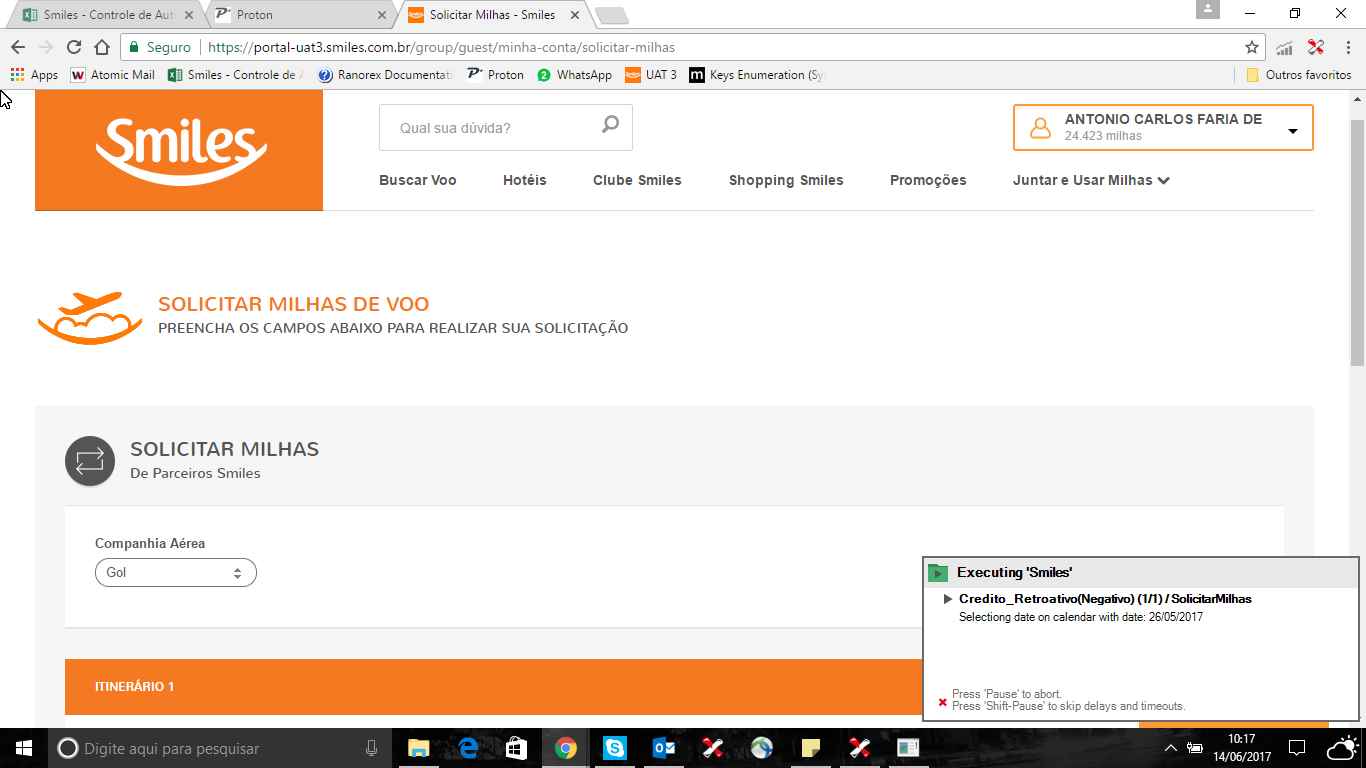 Smiles - Controle de Aut
Proton
Solicitar Milhas - Smiles
Seguro
https://portal-uat3.smiles.com.br/group/guest/minha-conta/solicitar-milhas
Apps
Atomic Mail
Smiles - Controle de A
Ranorex Documentati
Proton
2 WhatsApp
UAT 3
m Keys Enumeration (Sy
Outros favoritos
Smiles
Qual sua dúvida?
ANTONIO CARLOS FARIA DE
24.423 milhas
Buscar Voo
Hotéis
Clube Smiles
Shopping Smiles
Promoções
Juntar e Usar Milhas
SOLICITAR MILHAS DE VOO
PREENCHA OS CAMPOS ABAIXO PARA REALIZAR SUA SOLICITAÇÃO
SOLICITAR MILHAS
De Parceiros Smiles
Companhia Aérea
Gol
ITINERÁRIO 1
Executing 'Smiles'
Credito_Retroativo(Negativo) (1/1) / SolicitarMilhas
Selectiong date on calendar with date: 26/05/2017
Press 'Pause' to abort.
Press 'Shift-Pause' to skip delays and timeouts.
Digite aqui para pesquisar
10:17
14/06/2017